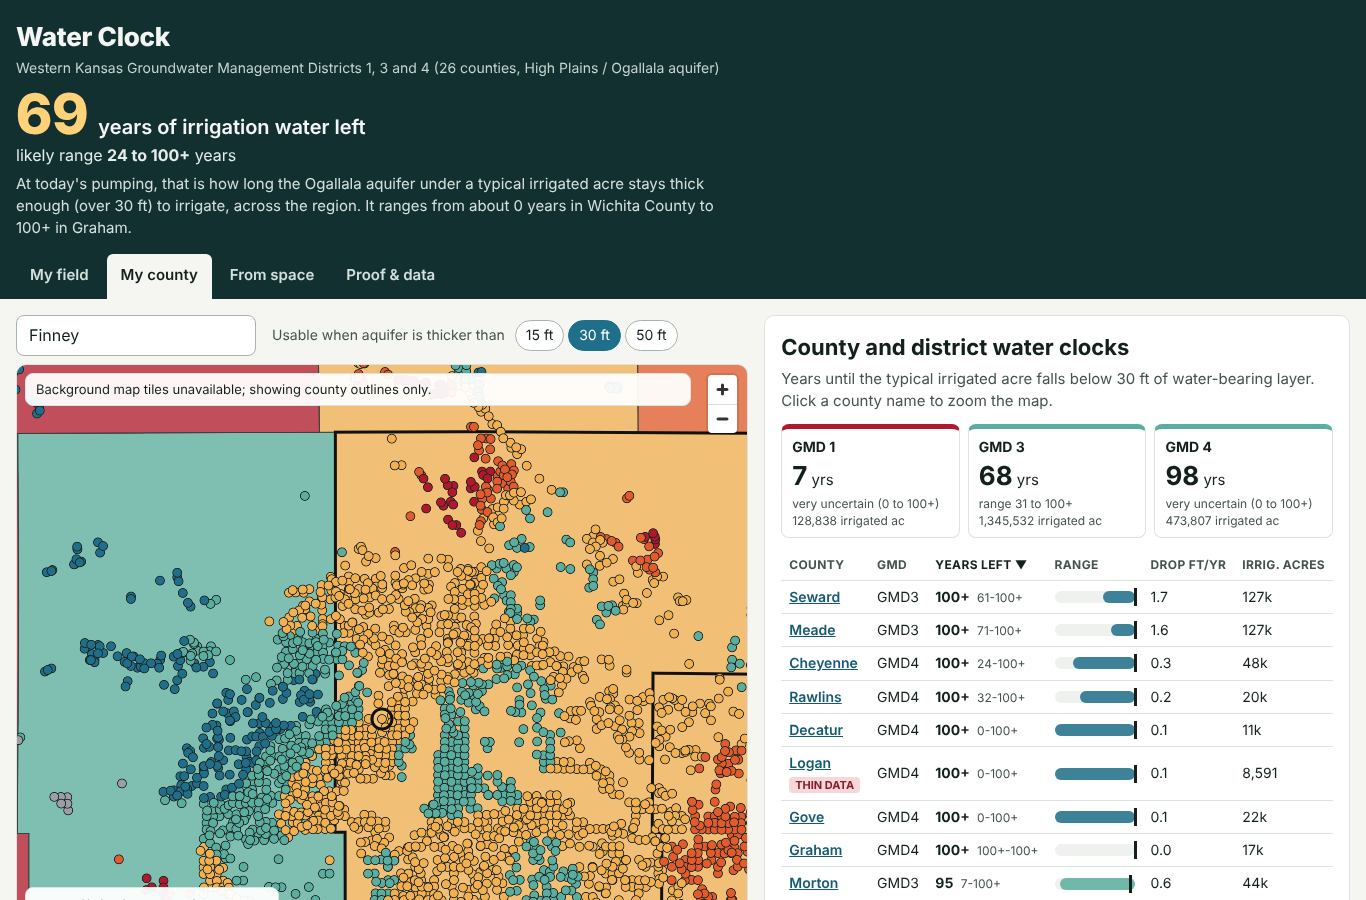 Water Clock
Western Kansas Groundwater Management Districts 1, 3 and 4 (26 counties, High Plains / Ogallala aquifer)
69 years of irrigation water left
likely range 24 to 100+ years
At today's pumping, that is how long the Ogallala aquifer under a typical irrigated acre stays thick
enough (over 30 ft) to irrigate, across the region. It ranges from about 0 years in Wichita County to
100+ in Graham.
My field My county From space Proof & data
Finney Usable when aquifer is thicker than 15 ft 30 ft 50 ft
Background map tiles unavailable; showing county outlines only.
+
−
County and district water clocks
Years until the typical irrigated acre falls below 30 ft of water-bearing layer.
Click a county name to zoom the map.
GMD 1
7 yrs
very uncertain (0 to 100+)
128,838 irrigated ac
GMD 3
68 yrs
range 31 to 100+
1,345,532 irrigated ac
GMD 4
98 yrs
very uncertain (0 to 100+)
473,807 irrigated ac
COUNTY GMD YEARS LEFT ▼ RANGE DROP FT/YR IRRIG. ACRES
Seward GMD3 100+ 61-100+ 1.7 127k
Meade GMD3 100+ 71-100+ 1.6 127k
Cheyenne GMD4 100+ 24-100+ 0.3 48k
Rawlins GMD4 100+ 32-100+ 0.2 20k
Decatur GMD4 100+ 0-100+ 0.1 11k
Logan GMD4 100+ 0-100+ 0.1 8,591
THIN DATA
Gove GMD4 100+ 0-100+ 0.1 22k
Graham GMD4 100+ 100+-100+ 0.0 17k
Morton GMD3 95 7-100+ 0.6 44k